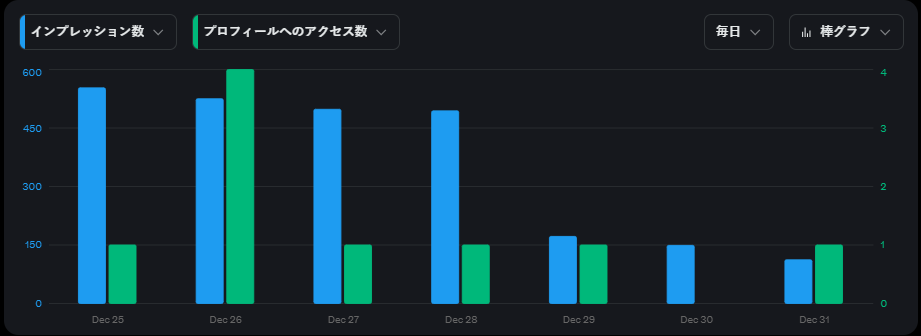 インプレッション数
プロフィールへのアクセス数
毎日
棒グラフ
600
450
300
150
0
4
3
2
1
0
Dec 25
Dec 26
Dec 27
Dec 28
Dec 29
Dec 30
Dec 31